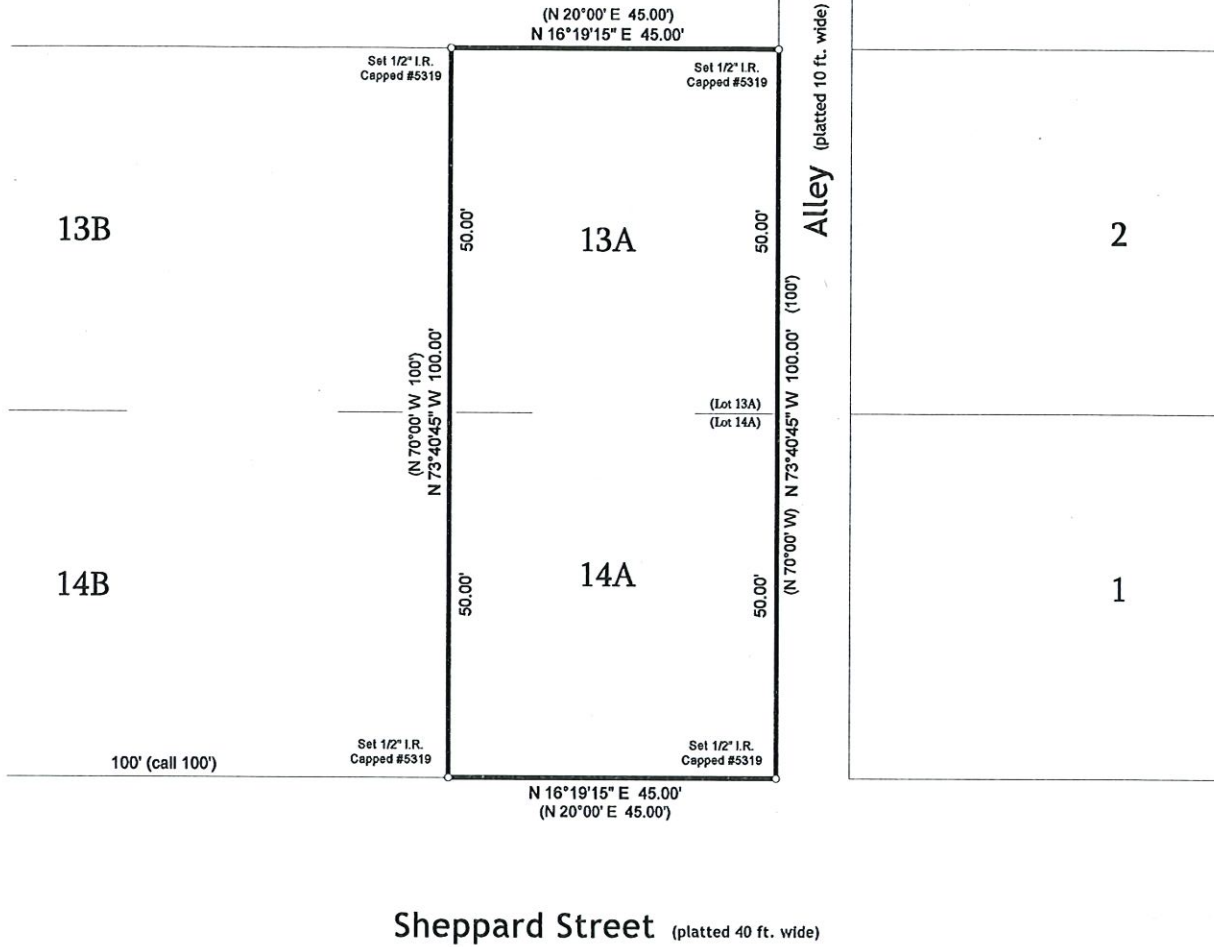 (N 20°00' E 45.00')
N 16°19'15" E 45.00'
Set 1/2" I.R.
Capped #5319
Set 1/2" I.R.
Capped #5319
Alley (platted 10 ft. wide)
13B
50.00'
13A
50.00'
2
(N 70°00' W 100')
N 73°40'45" W 100.00'
(Lot 13A)
(Lot 14A)
(N 70°00' W) N 73°40'45" W 100.00' (100')
14B
50.00'
14A
50.00'
1
100' (call 100')
Set 1/2" I.R.
Capped #5319
Set 1/2" I.R.
Capped #5319
N 16°19'15" E 45.00'
(N 20°00' E 45.00')
Sheppard Street (platted 40 ft. wide)